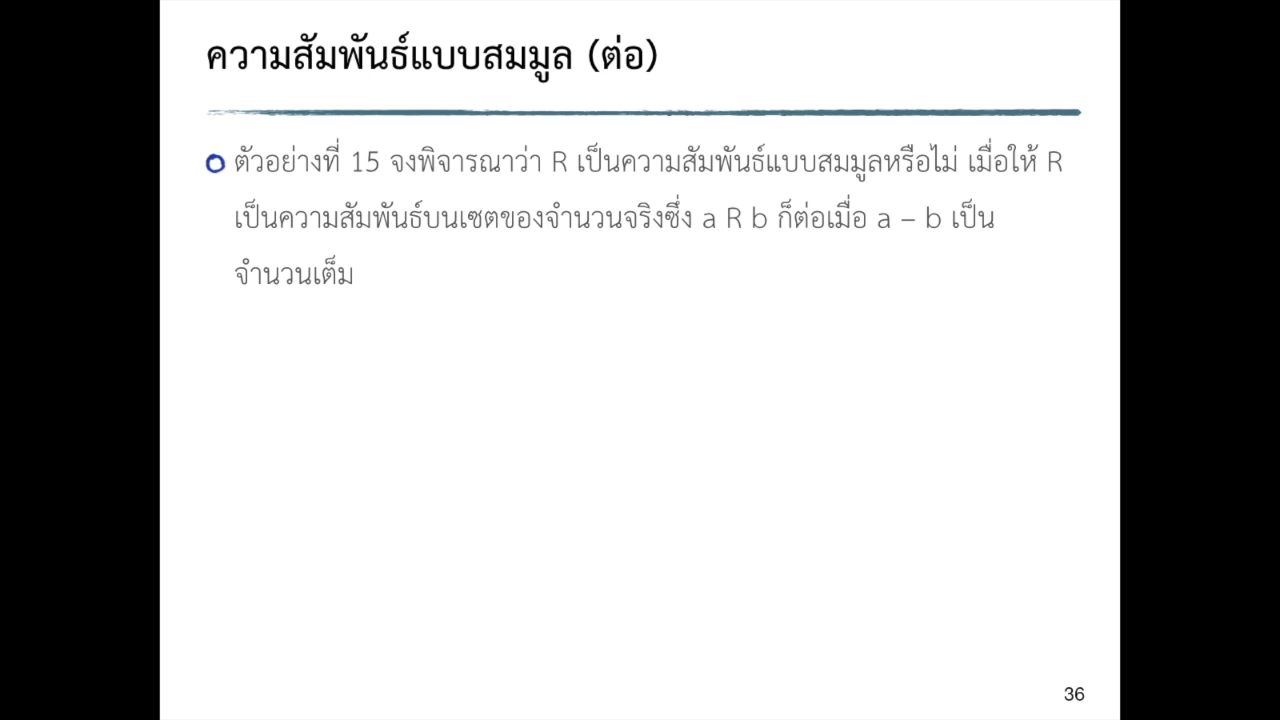 ความสัมพันธ์แบบสมมูล (ต่อ)
ตัวอย่างที่ 15 จงพิจารณาว่า R เป็นความสัมพันธ์แบบสมมูลหรือไม่ เมื่อให้ R
เป็นความสัมพันธ์บนเซตของจำนวนจริงซึ่ง a R b ก็ต่อเมื่อ a – b เป็น
จำนวนเต็ม
36